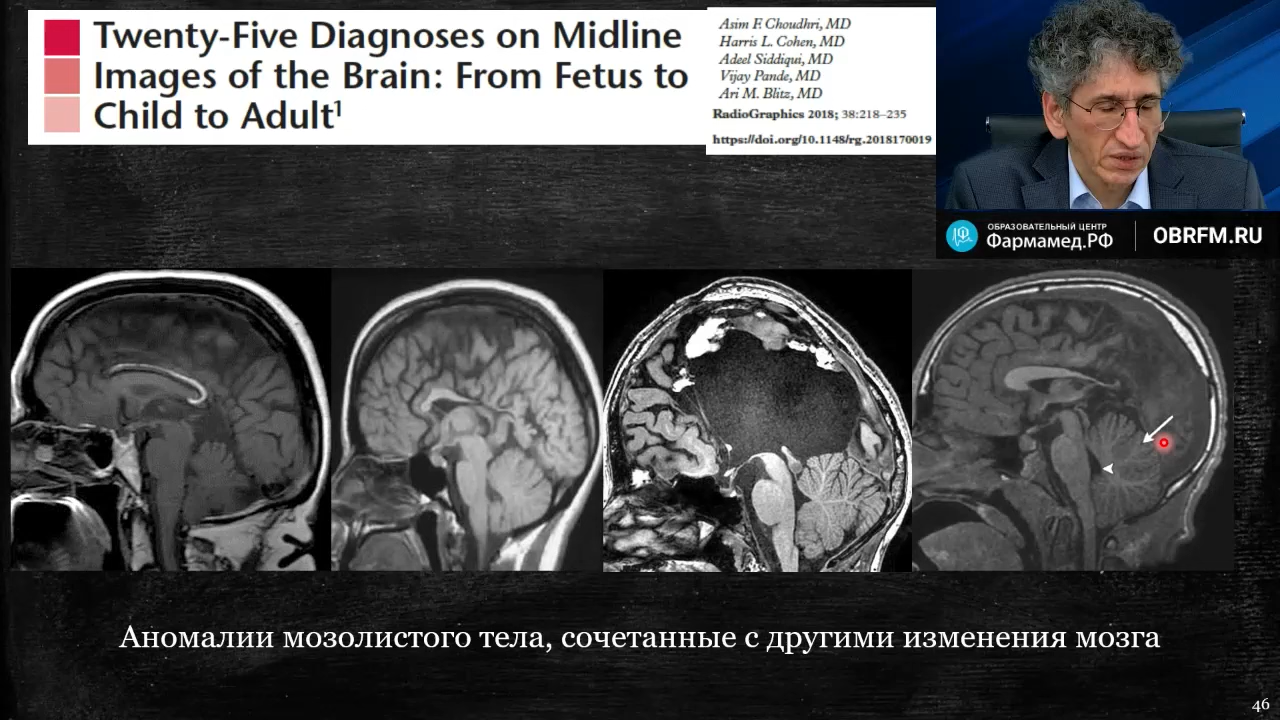 Twenty-Five Diagnoses on Midline
Images of the Brain: From Fetus to
Child to Adult¹
Asim F. Choudhri, MD
Harris L. Cohen, MD
Adeel Siddiqui, MD
Vijay Pande, MD
Ari M. Blitz, MD
RadioGraphics 2018; 38:218–235
https://doi.org/10.1148/rg.2018170019
ОБРАЗОВАТЕЛЬНЫЙ ЦЕНТР
Фармамед.РФ
OBRFM.RU
Аномалии мозолистого тела, сочетанные с другими изменения мозга
46